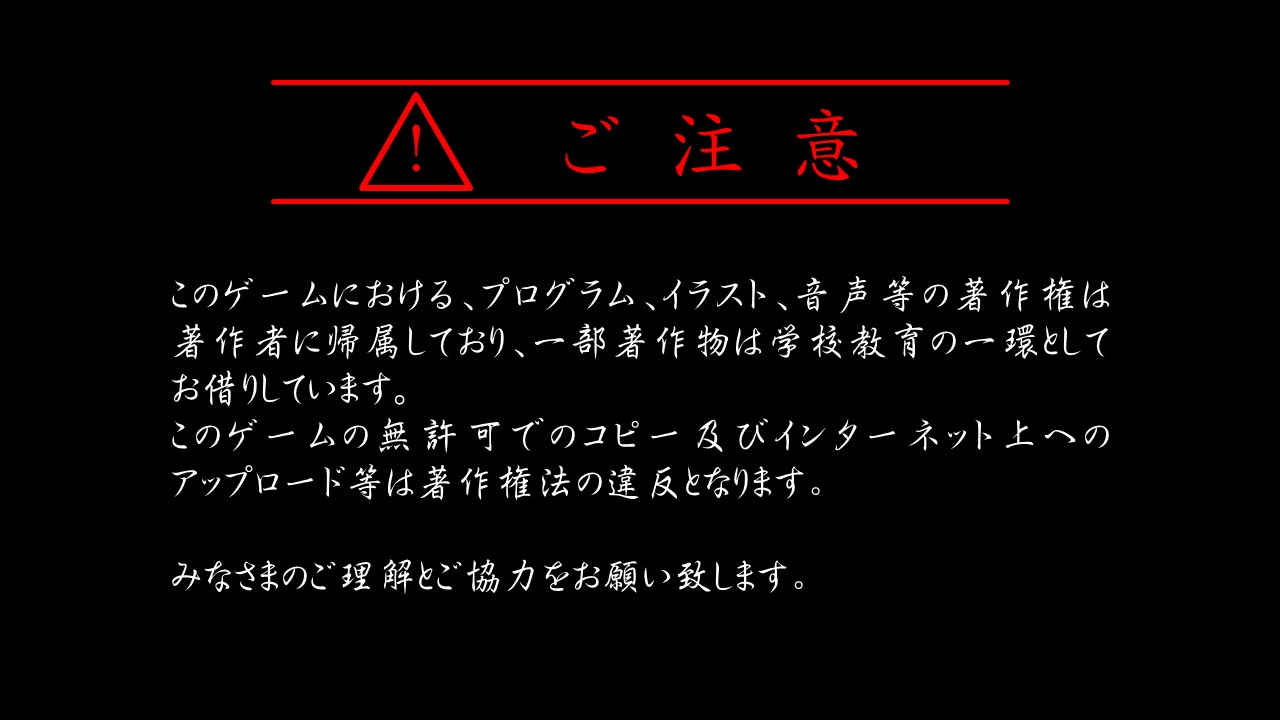 ! ご注意
このゲームにおける、プログラム、イラスト、音声等の著作権は
著作者に帰属しており、一部著作物は学校教育の一環として
お借りしています。
このゲームの無許可でのコピー及びインターネット上への
アップロード等は著作権法の違反となります。
みなさまのご理解とご協力をお願い致します。